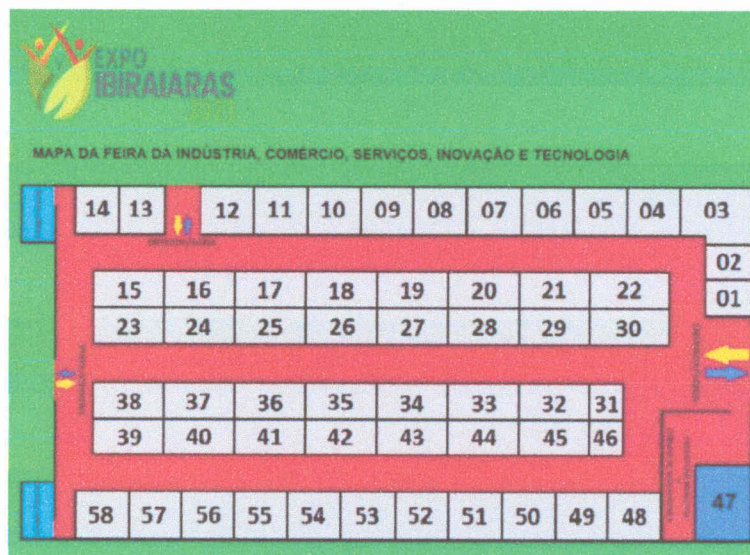 EXPO
IBIRAIARAS
MAPA DA FEIRA DA INDÚSTRIA, COMÉRCIO, SERVIÇOS, INOVAÇÃO E TECNOLOGIA
14 13 12 11 10 09 08 07 06 05 04 03
02
01
15 16 17 18 19 20 21 22
23 24 25 26 27 28 29 30
38 37 36 35 34 33 32 31
39 40 41 42 43 44 45 46
47
58 57 56 55 54 53 52 51 50 49 48